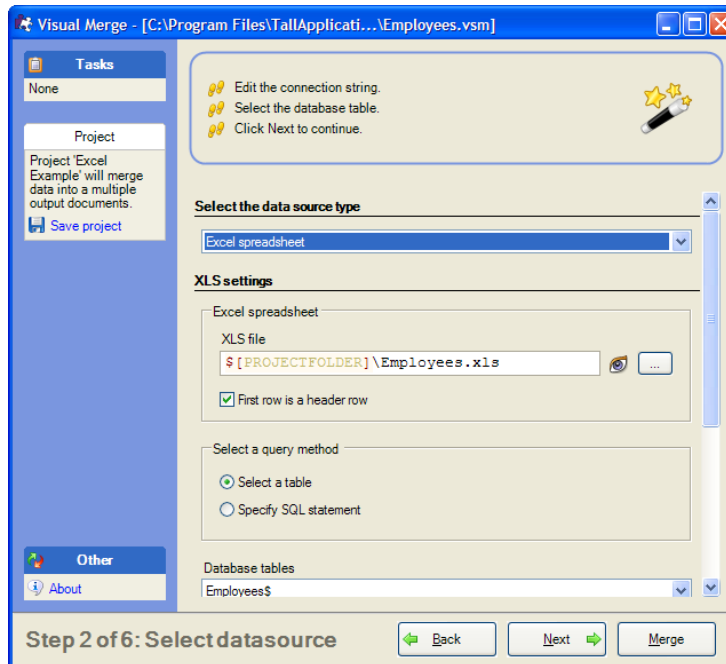 Visual Merge - [C:\Program Files\TallApplicati...\Employees.vsm]
Tasks
None
Project
Project 'Excel
Example' will merge
data into a multiple
output documents.
Save project
Other
About
Edit the connection string.
Select the database table.
Click Next to continue.
Select the data source type
Excel spreadsheet
XLS settings
Excel spreadsheet
XLS file
$[PROJECTFOLDER]\Employees.xls
...
First row is a header row
Select a query method
Select a table
Specify SQL statement
Database tables
Employees$
Step 2 of 6: Select datasource
Back
Next
Merge